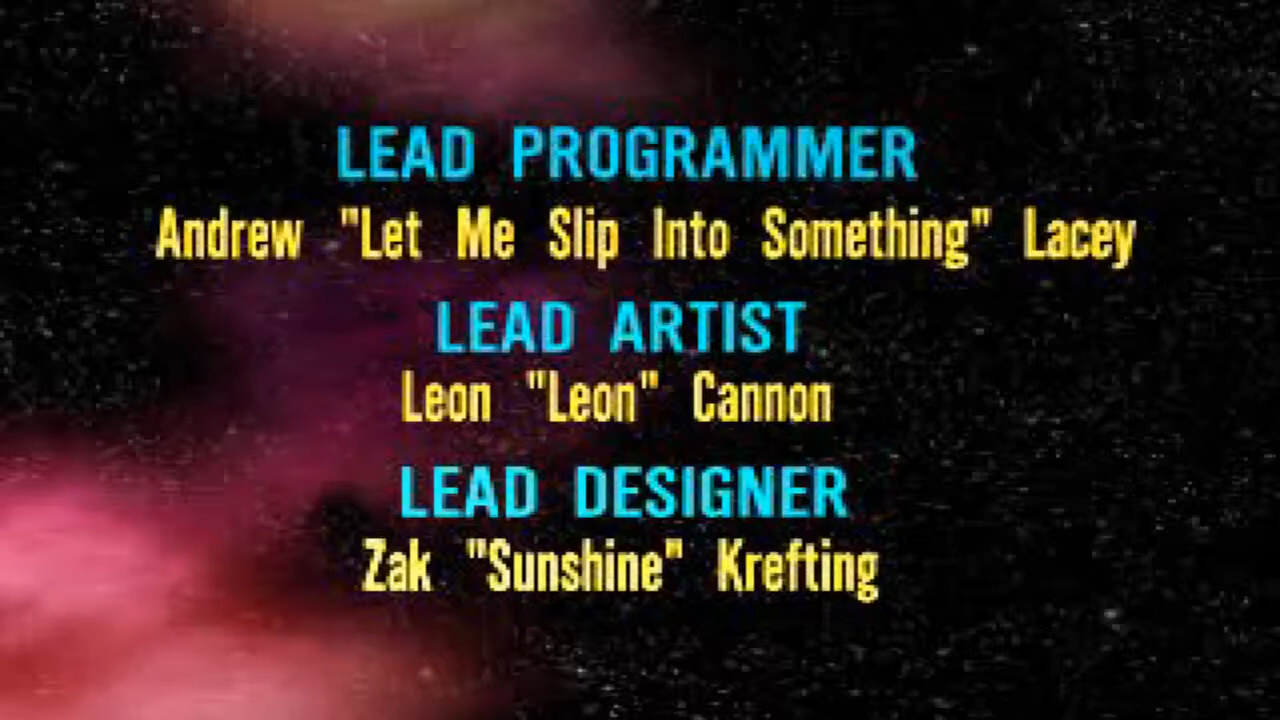 LEAD PROGRAMMER
Andrew "Let Me Slip Into Something" Lacey
LEAD ARTIST
Leon "Leon" Cannon
LEAD DESIGNER
Zak "Sunshine" Krefting